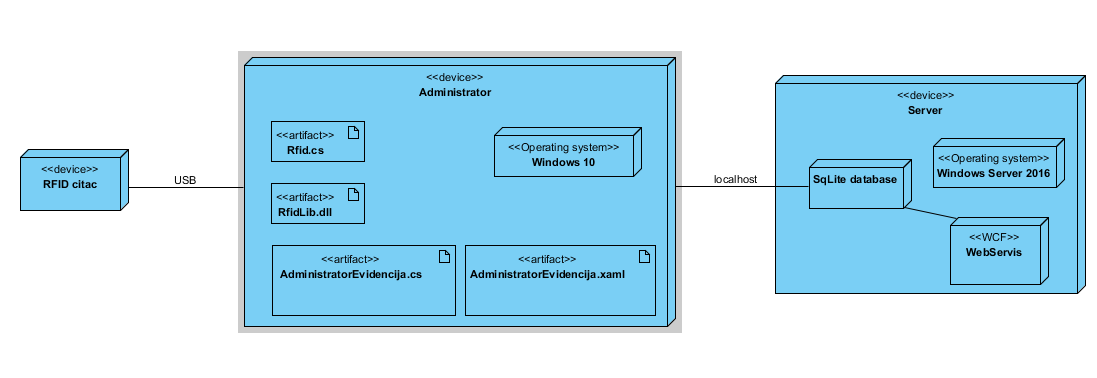 <<device>>
RFID citac
USB
<<device>>
Administrator
<<artifact>>
Rfid.cs
<<Operating system>>
Windows 10
<<artifact>>
RfidLib.dll
<<artifact>>
AdministratorEvidencija.cs
<<artifact>>
AdministratorEvidencija.xaml
localhost
<<device>>
Server
<<Operating system>>
Windows Server 2016
SqLite database
<<WCF>>
WebServis